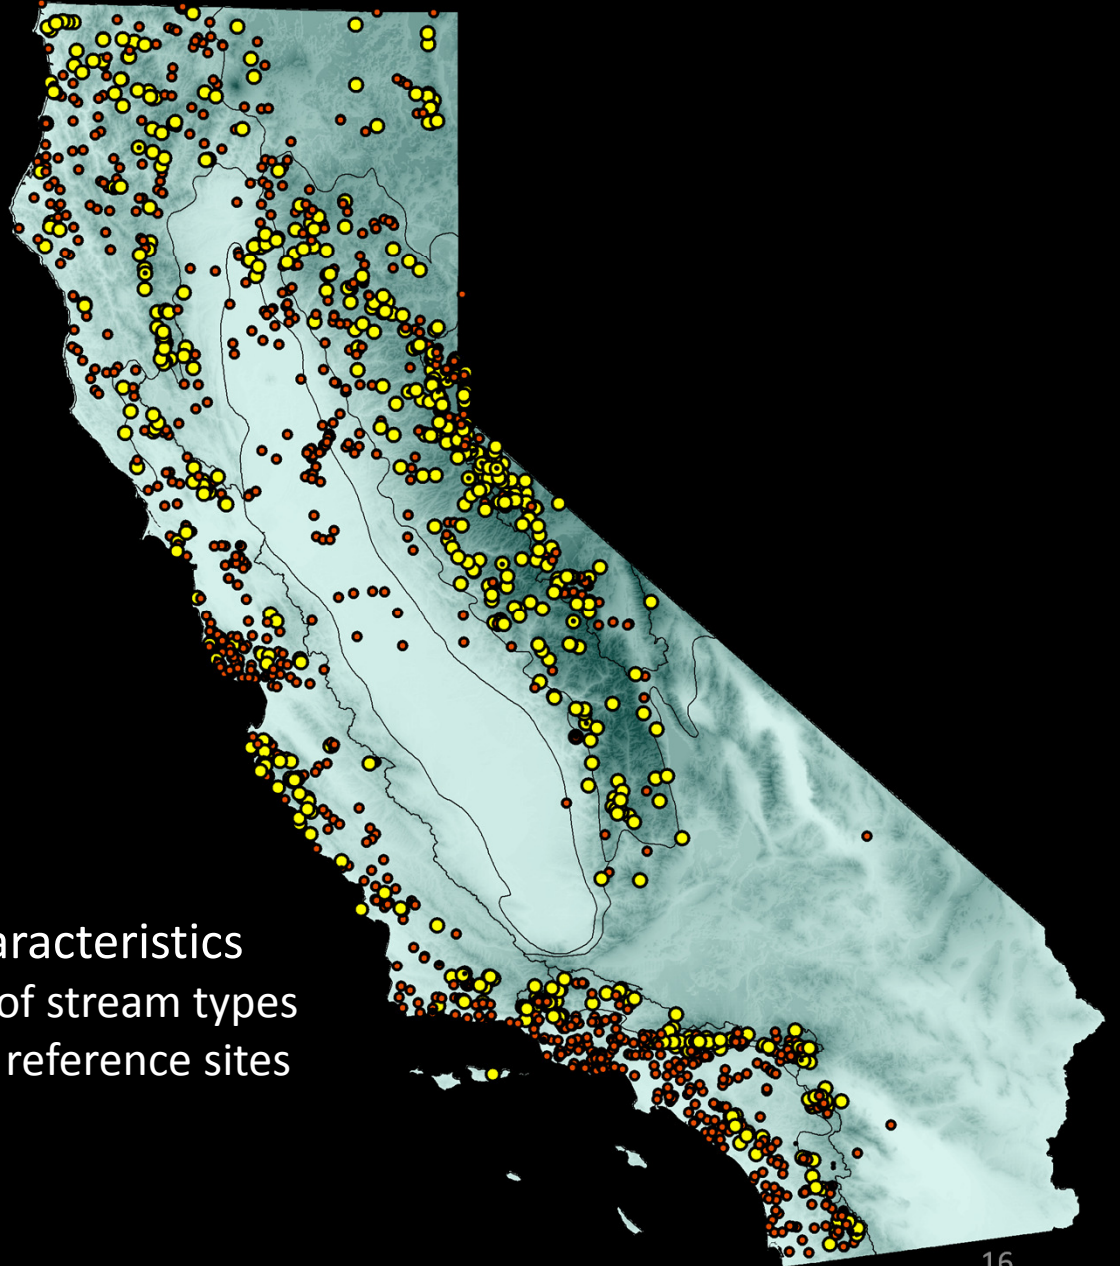 aracteristics
of stream types
reference sites
16